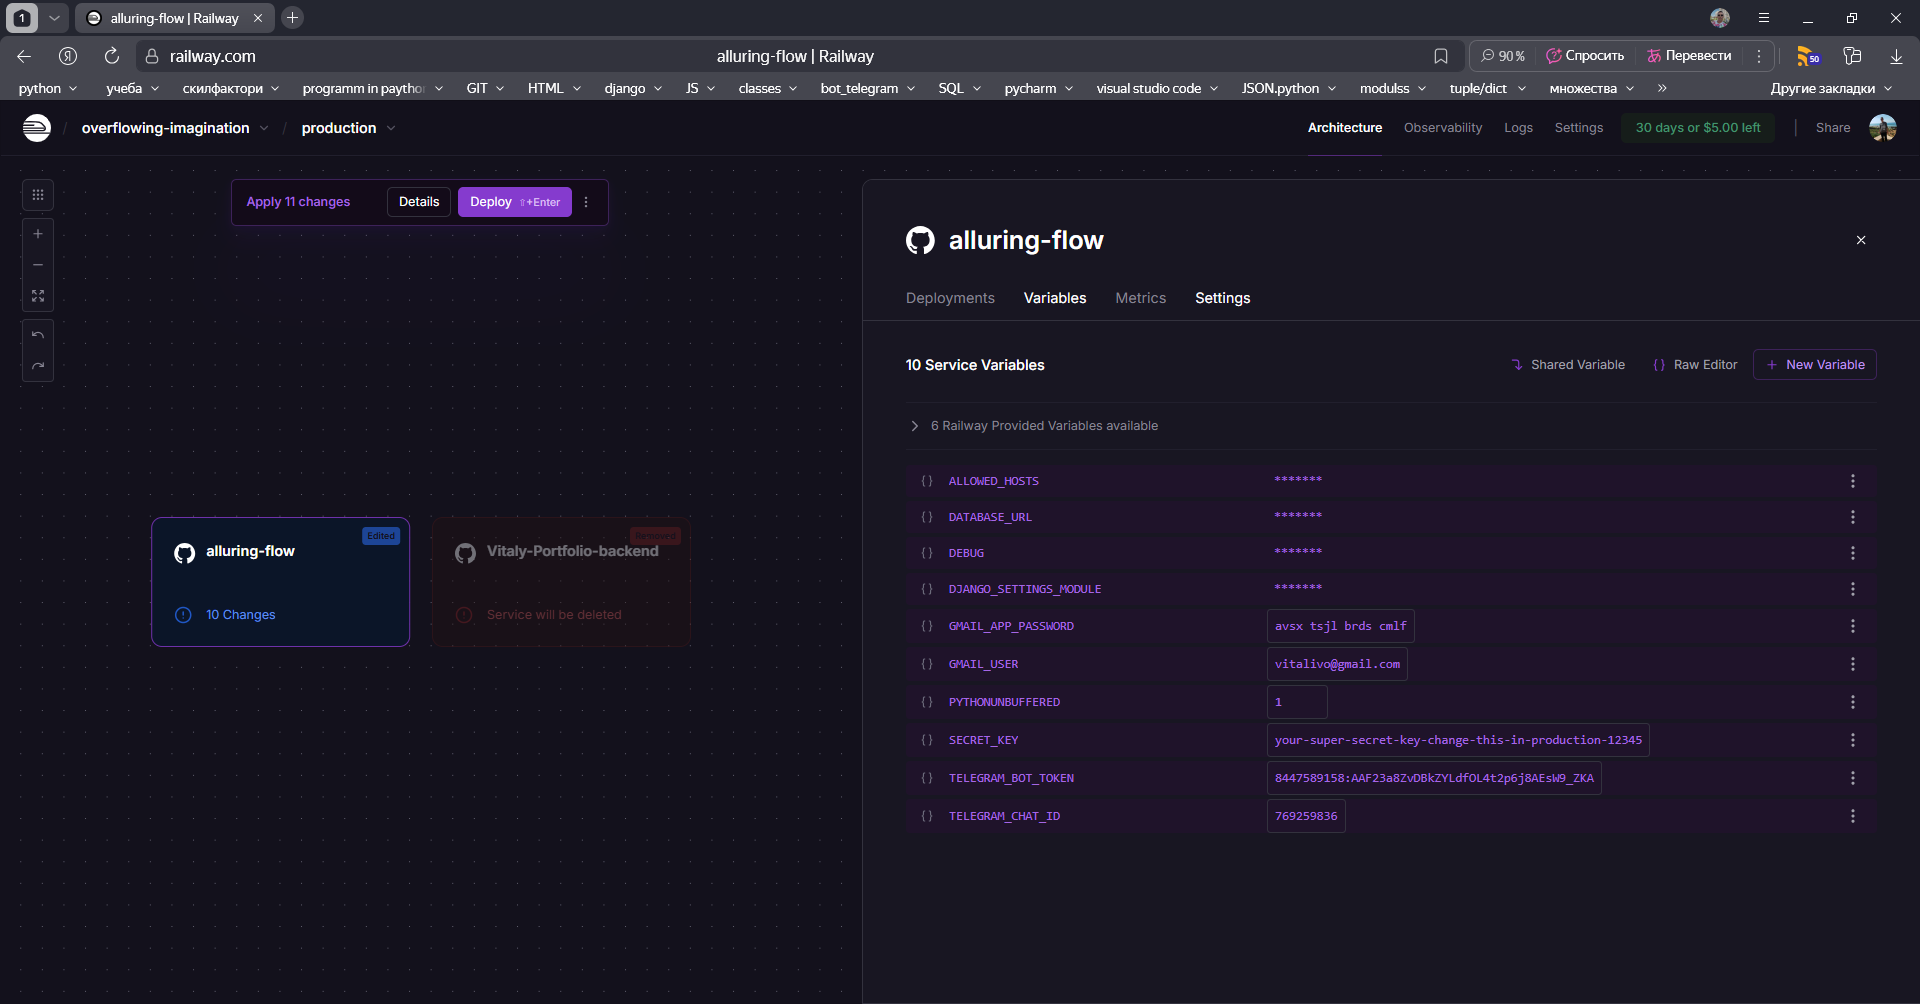 1
alluring-flow | Railway
Я
railway.com
alluring-flow | Railway
90%
Спросить
Перевести
50
python
учеба
скилфактори
programm in paytho
GIT
HTML
django
JS
classes
bot_telegram
SQL
pycharm
visual studio code
JSON.python
modulss
tuple/dict
множества
»
Другие закладки
/ overflowing-imagination / production
Architecture
Observability
Logs
Settings
30 days or $5.00 left
Share
Apply 11 changes
Details
Deploy ⇧+Enter
alluring-flow
Edited
10 Changes
Vitaly-Portfolio-backend
Removed
Service will be deleted
alluring-flow
Deployments
Variables
Metrics
Settings
10 Service Variables
Shared Variable
{ } Raw Editor
+ New Variable
6 Railway Provided Variables available
{ } ALLOWED_HOSTS *******
{ } DATABASE_URL *******
{ } DEBUG *******
{ } DJANGO_SETTINGS_MODULE *******
{ } GMAIL_APP_PASSWORD avsx tsjl brds cmlf
{ } GMAIL_USER vitalivo@gmail.com
{ } PYTHONUNBUFFERED 1
{ } SECRET_KEY your-super-secret-key-change-this-in-production-12345
{ } TELEGRAM_BOT_TOKEN 8447589158:AAF23a8ZvDBkZYLdfOL4t2p6j8AEsW9_ZKA
{ } TELEGRAM_CHAT_ID 769259836